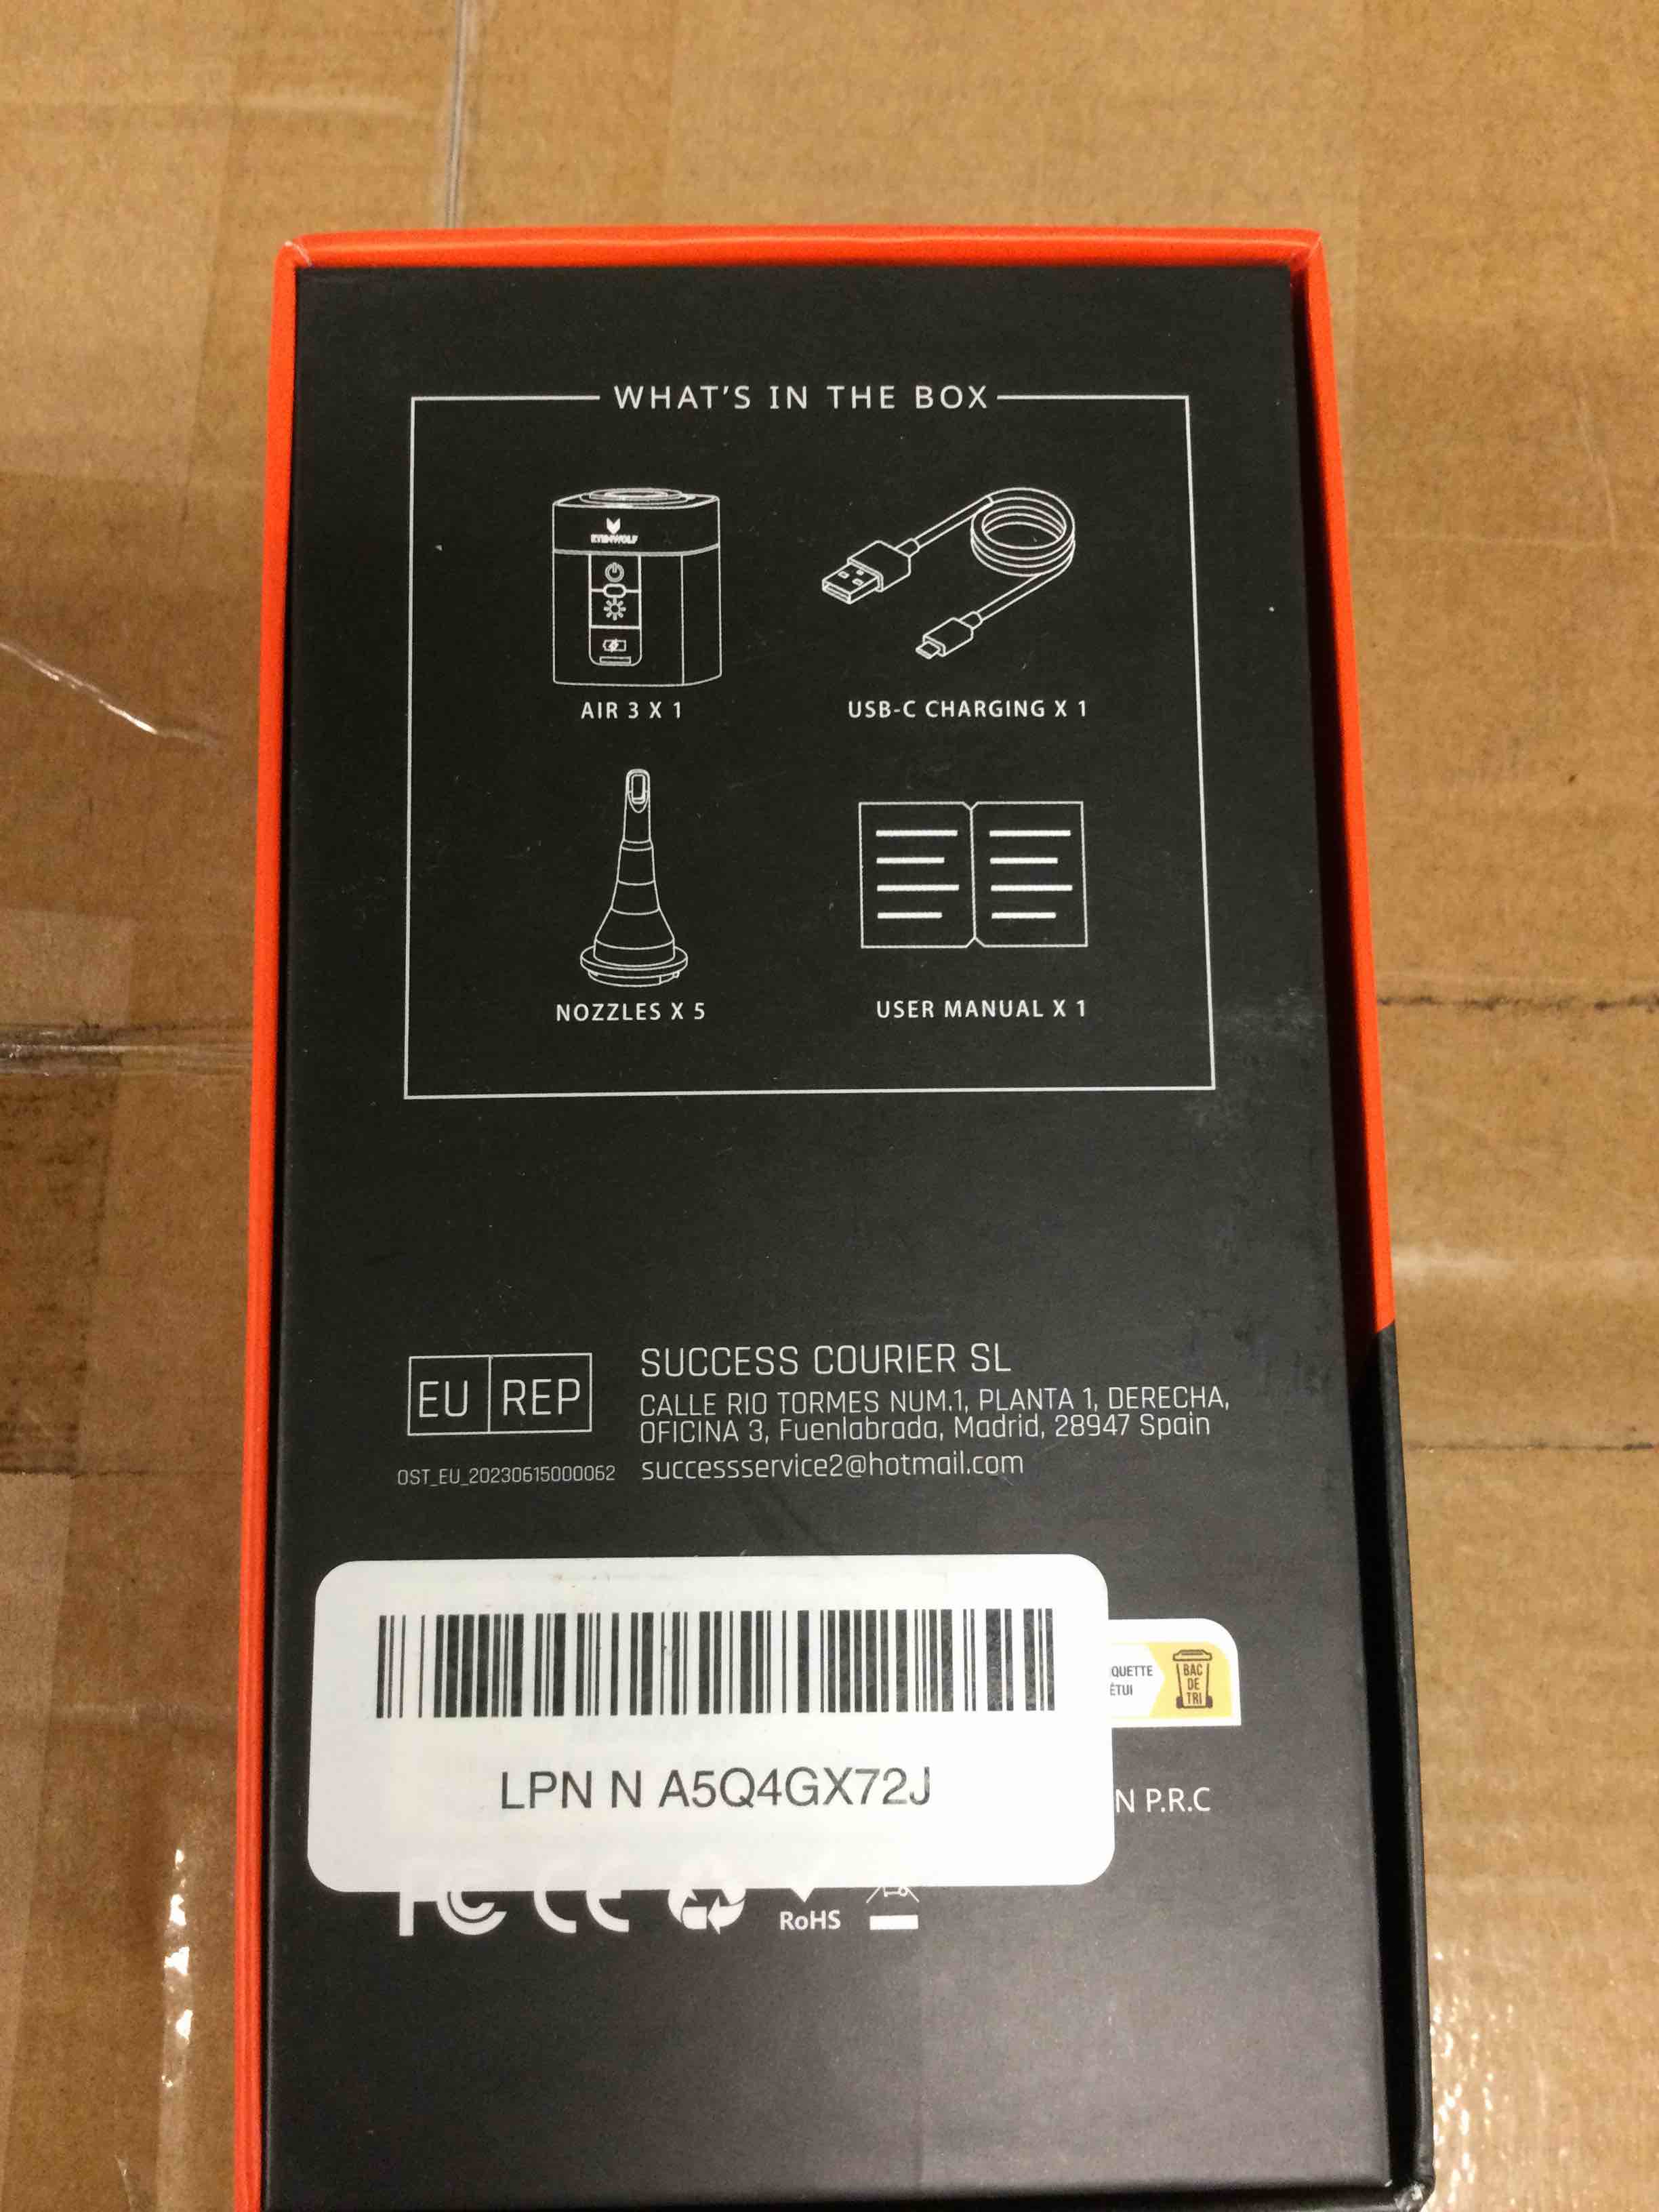 WHAT'S IN THE BOX
AIR 3 X 1
USB-C CHARGING X 1
NOZZLES X 5
USER MANUAL X 1
EU REP
OST_EU_20230615000062
SUCCESS COURIER SL
CALLE RIO TORMES NUM.1, PLANTA 1, DERECHA,
OFICINA 3, Fuenlabrada, Madrid, 28947 Spain
successservice2@hotmail.com
QUETTE
ÉTUI
BAC
DE
TRI
LPN N A5Q4GX72J
N P.R.C
FC CE
RoHS